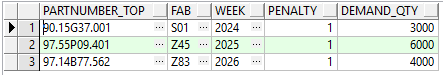 PARTNUMBER_TOP FAB WEEK PENALTY DEMAND_QTY
1 90.15G37.001 ... S01 ... 2024 ... 1 3000
2 97.55P09.401 ... Z45 ... 2025 ... 1 6000
3 97.14B77.562 ... Z83 ... 2026 ... 1 4000